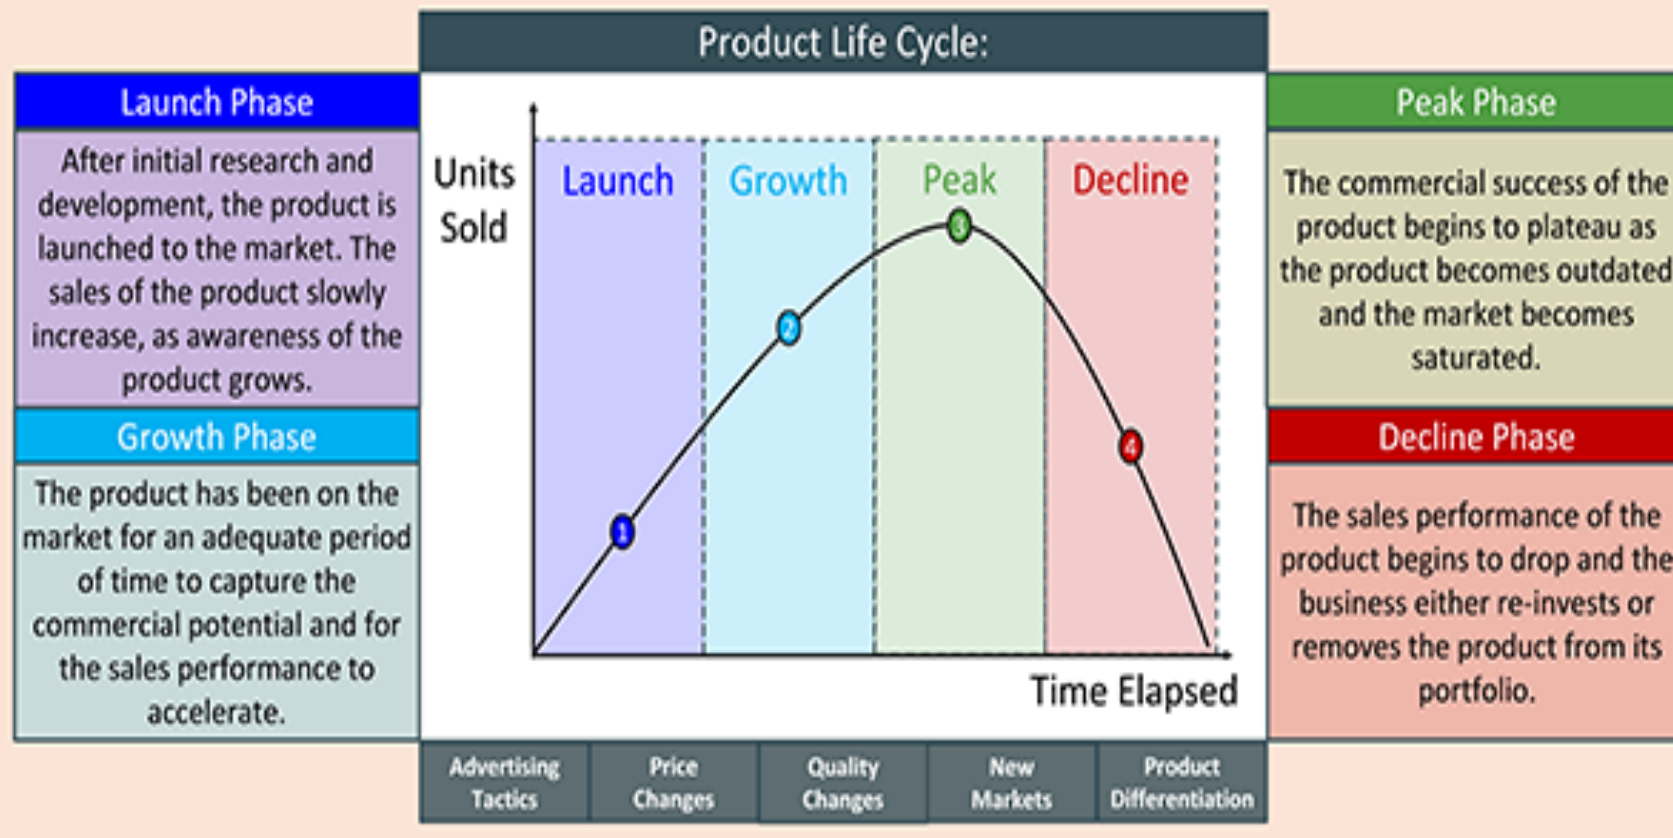 Product Life Cycle:
Launch Phase
After initial research and
development, the product is
launched to the market. The
sales of the product slowly
increase, as awareness of the
product grows.
Growth Phase
The product has been on the
market for an adequate period
of time to capture the
commercial potential and for
the sales performance to
accelerate.
Units
Sold
Launch
Growth
Peak
Decline
1
2
3
4
Time Elapsed
Peak Phase
The commercial success of the
product begins to plateau as
the product becomes outdated
and the market becomes
saturated.
Decline Phase
The sales performance of the
product begins to drop and the
business either re-invests or
removes the product from its
portfolio.
Advertising
Tactics
Price
Changes
Quality
Changes
New
Markets
Product
Differentiation